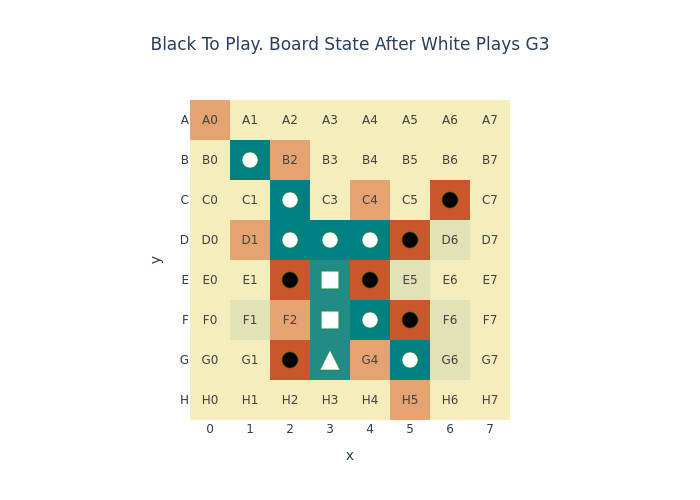 Black To Play. Board State After White Plays G3
A A0 A1 A2 A3 A4 A5 A6 A7
B B0 B2 B3 B4 B5 B6 B7
C C0 C1 C3 C4 C5 C7
D D0 D1 D6 D7
y
E E0 E1 E5 E6 E7
F F0 F1 F2 F6 F7
G G0 G1 G4 G6 G7
H H0 H1 H2 H3 H4 H5 H6 H7
0 1 2 3 4 5 6 7
x